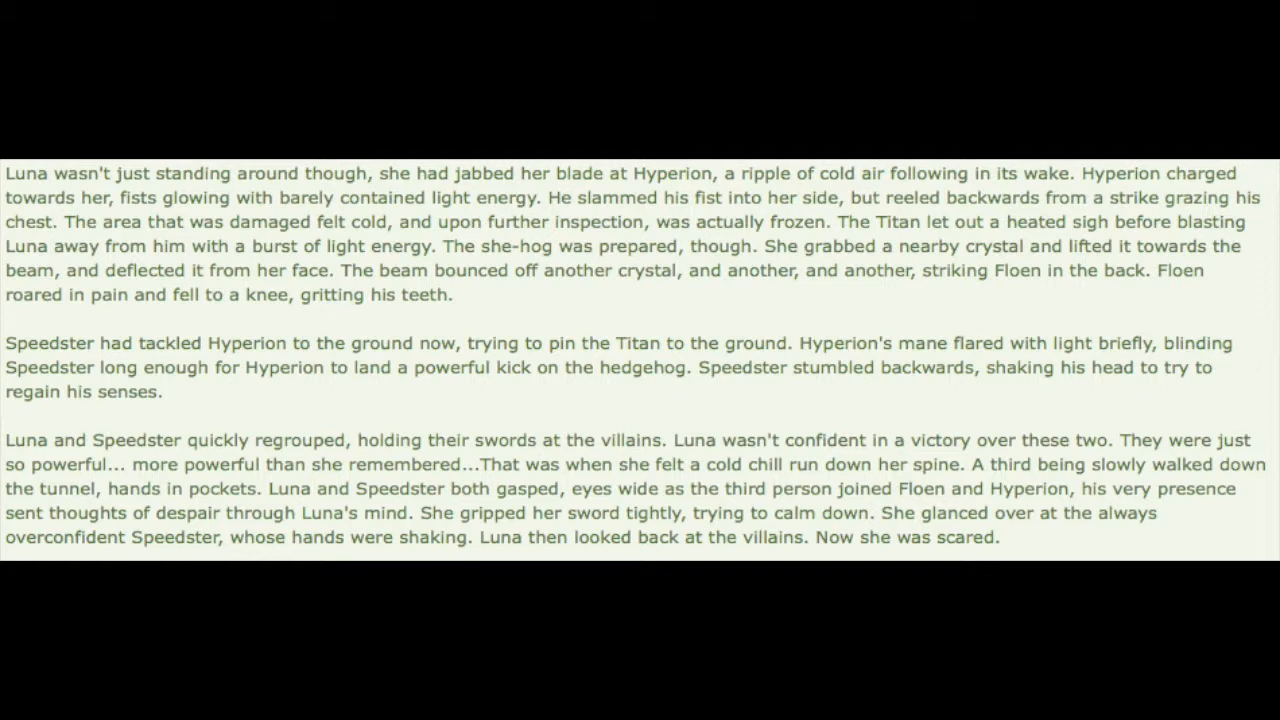 Luna wasn't just standing around though, she had jabbed her blade at Hyperion, a ripple of cold air following in its wake. Hyperion charged
towards her, fists glowing with barely contained light energy. He slammed his fist into her side, but reeled backwards from a strike grazing his
chest. The area that was damaged felt cold, and upon further inspection, was actually frozen. The Titan let out a heated sigh before blasting
Luna away from him with a burst of light energy. The she-hog was prepared, though. She grabbed a nearby crystal and lifted it towards the
beam, and deflected it from her face. The beam bounced off another crystal, and another, and another, striking Floen in the back. Floen
roared in pain and fell to a knee, gritting his teeth.
Speedster had tackled Hyperion to the ground now, trying to pin the Titan to the ground. Hyperion's mane flared with light briefly, blinding
Speedster long enough for Hyperion to land a powerful kick on the hedgehog. Speedster stumbled backwards, shaking his head to try to
regain his senses.
Luna and Speedster quickly regrouped, holding their swords at the villains. Luna wasn't confident in a victory over these two. They were just
so powerful... more powerful than she remembered...That was when she felt a cold chill run down her spine. A third being slowly walked down
the tunnel, hands in pockets. Luna and Speedster both gasped, eyes wide as the third person joined Floen and Hyperion, his very presence
sent thoughts of despair through Luna's mind. She gripped her sword tightly, trying to calm down. She glanced over at the always
overconfident Speedster, whose hands were shaking. Luna then looked back at the villains. Now she was scared.